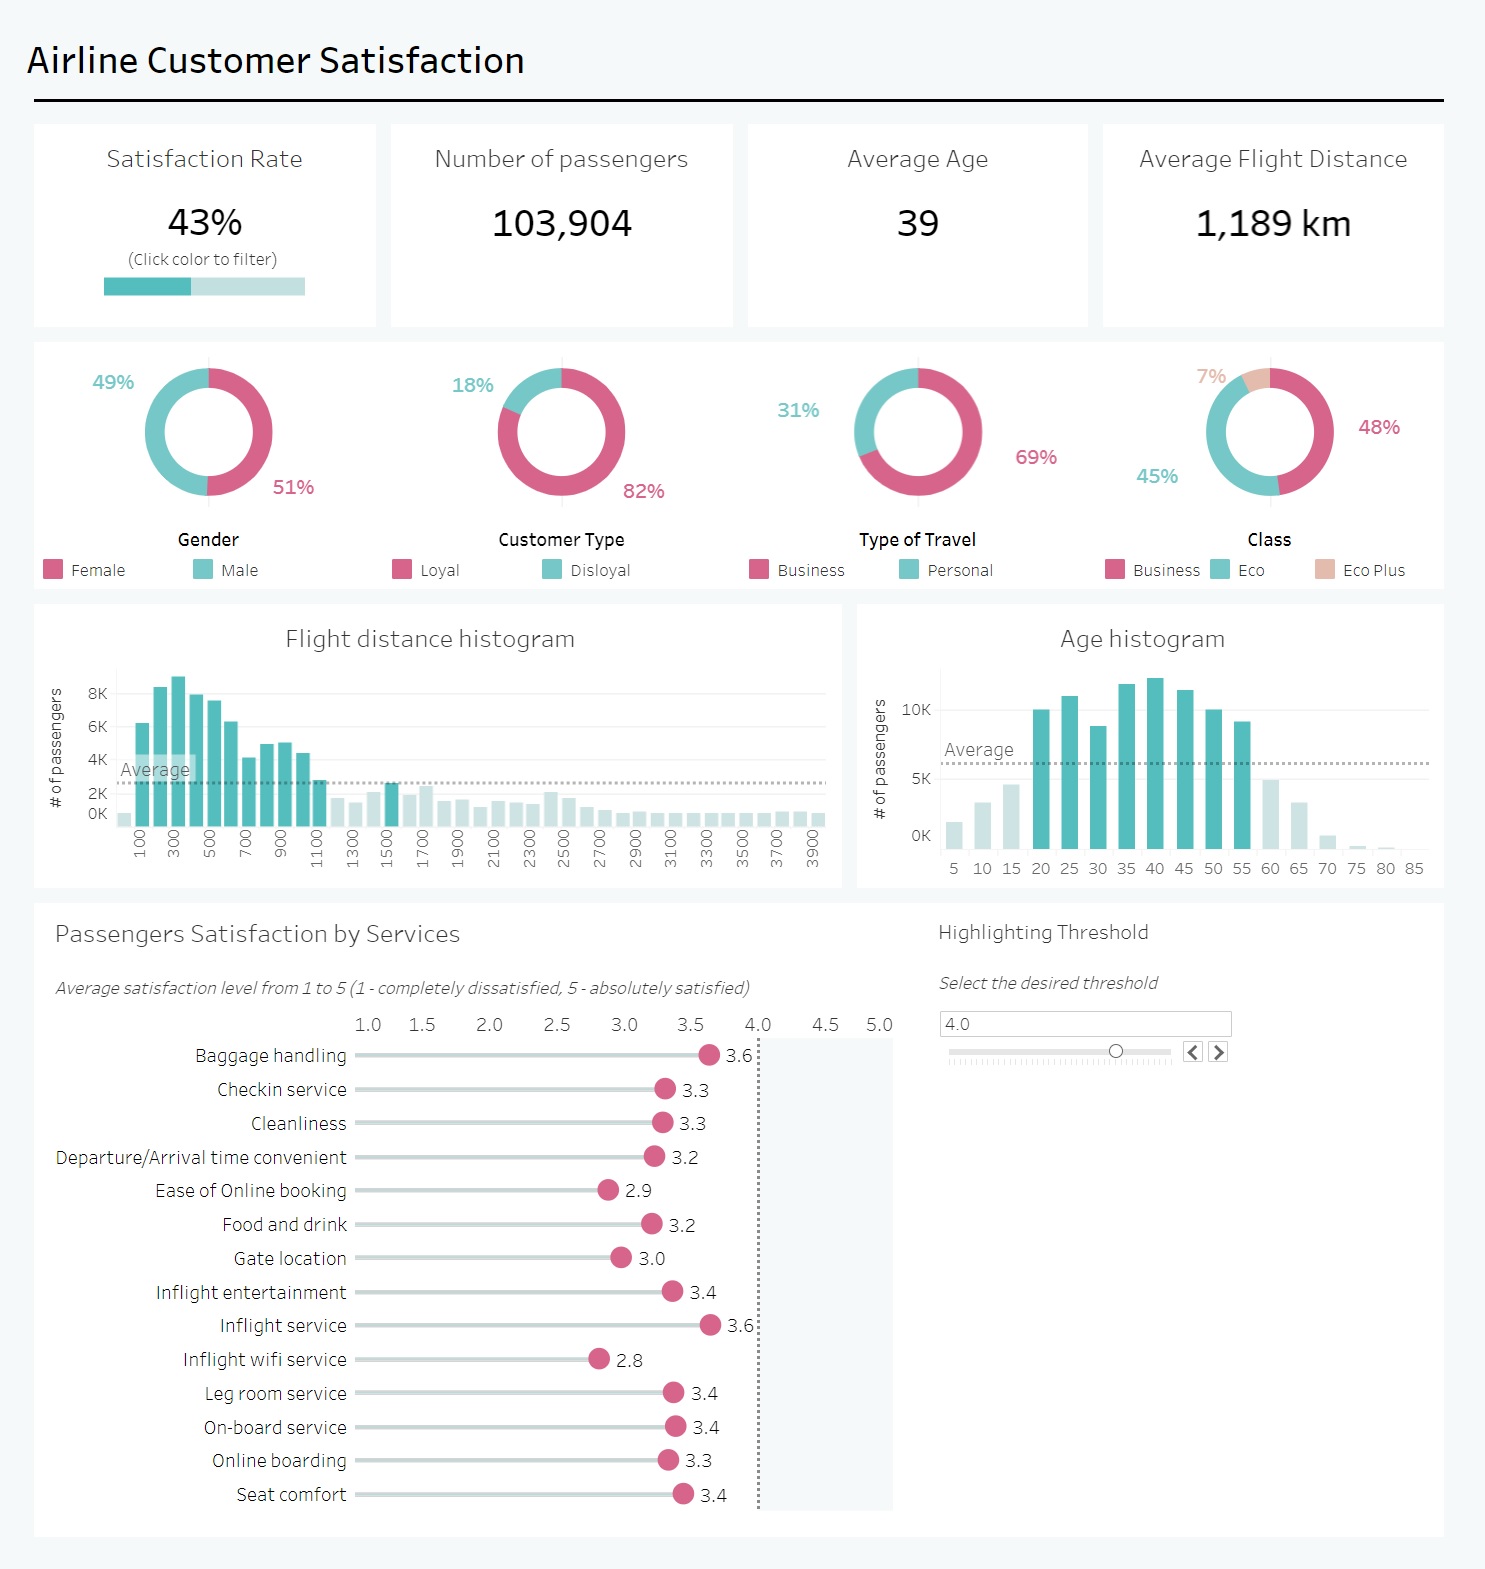 Airline Customer Satisfaction
Satisfaction Rate
43%
(Click color to filter)
Number of passengers
103,904
Average Age
39
Average Flight Distance
1,189 km
49%
51%
Gender
Female Male
18%
82%
Customer Type
Loyal Disloyal
31%
69%
Type of Travel
Business Personal
7%
48%
45%
Class
Business Eco Eco Plus
Flight distance histogram
# of passengers
8K
6K
4K
Average
2K
0K
100 300 500 700 900 1100 1300 1500 1700 1900 2100 2300 2500 2700 2900 3100 3300 3500 3700 3900
Age histogram
# of passengers
10K
Average
5K
0K
5 10 15 20 25 30 35 40 45 50 55 60 65 70 75 80 85
Passengers Satisfaction by Services
Average satisfaction level from 1 to 5 (1 - completely dissatisfied, 5 - absolutely satisfied)
1.0 1.5 2.0 2.5 3.0 3.5 4.0 4.5 5.0
Baggage handling 3.6
Checkin service 3.3
Cleanliness 3.3
Departure/Arrival time convenient 3.2
Ease of Online booking 2.9
Food and drink 3.2
Gate location 3.0
Inflight entertainment 3.4
Inflight service 3.6
Inflight wifi service 2.8
Leg room service 3.4
On-board service 3.4
Online boarding 3.3
Seat comfort 3.4
Highlighting Threshold
Select the desired threshold
4.0